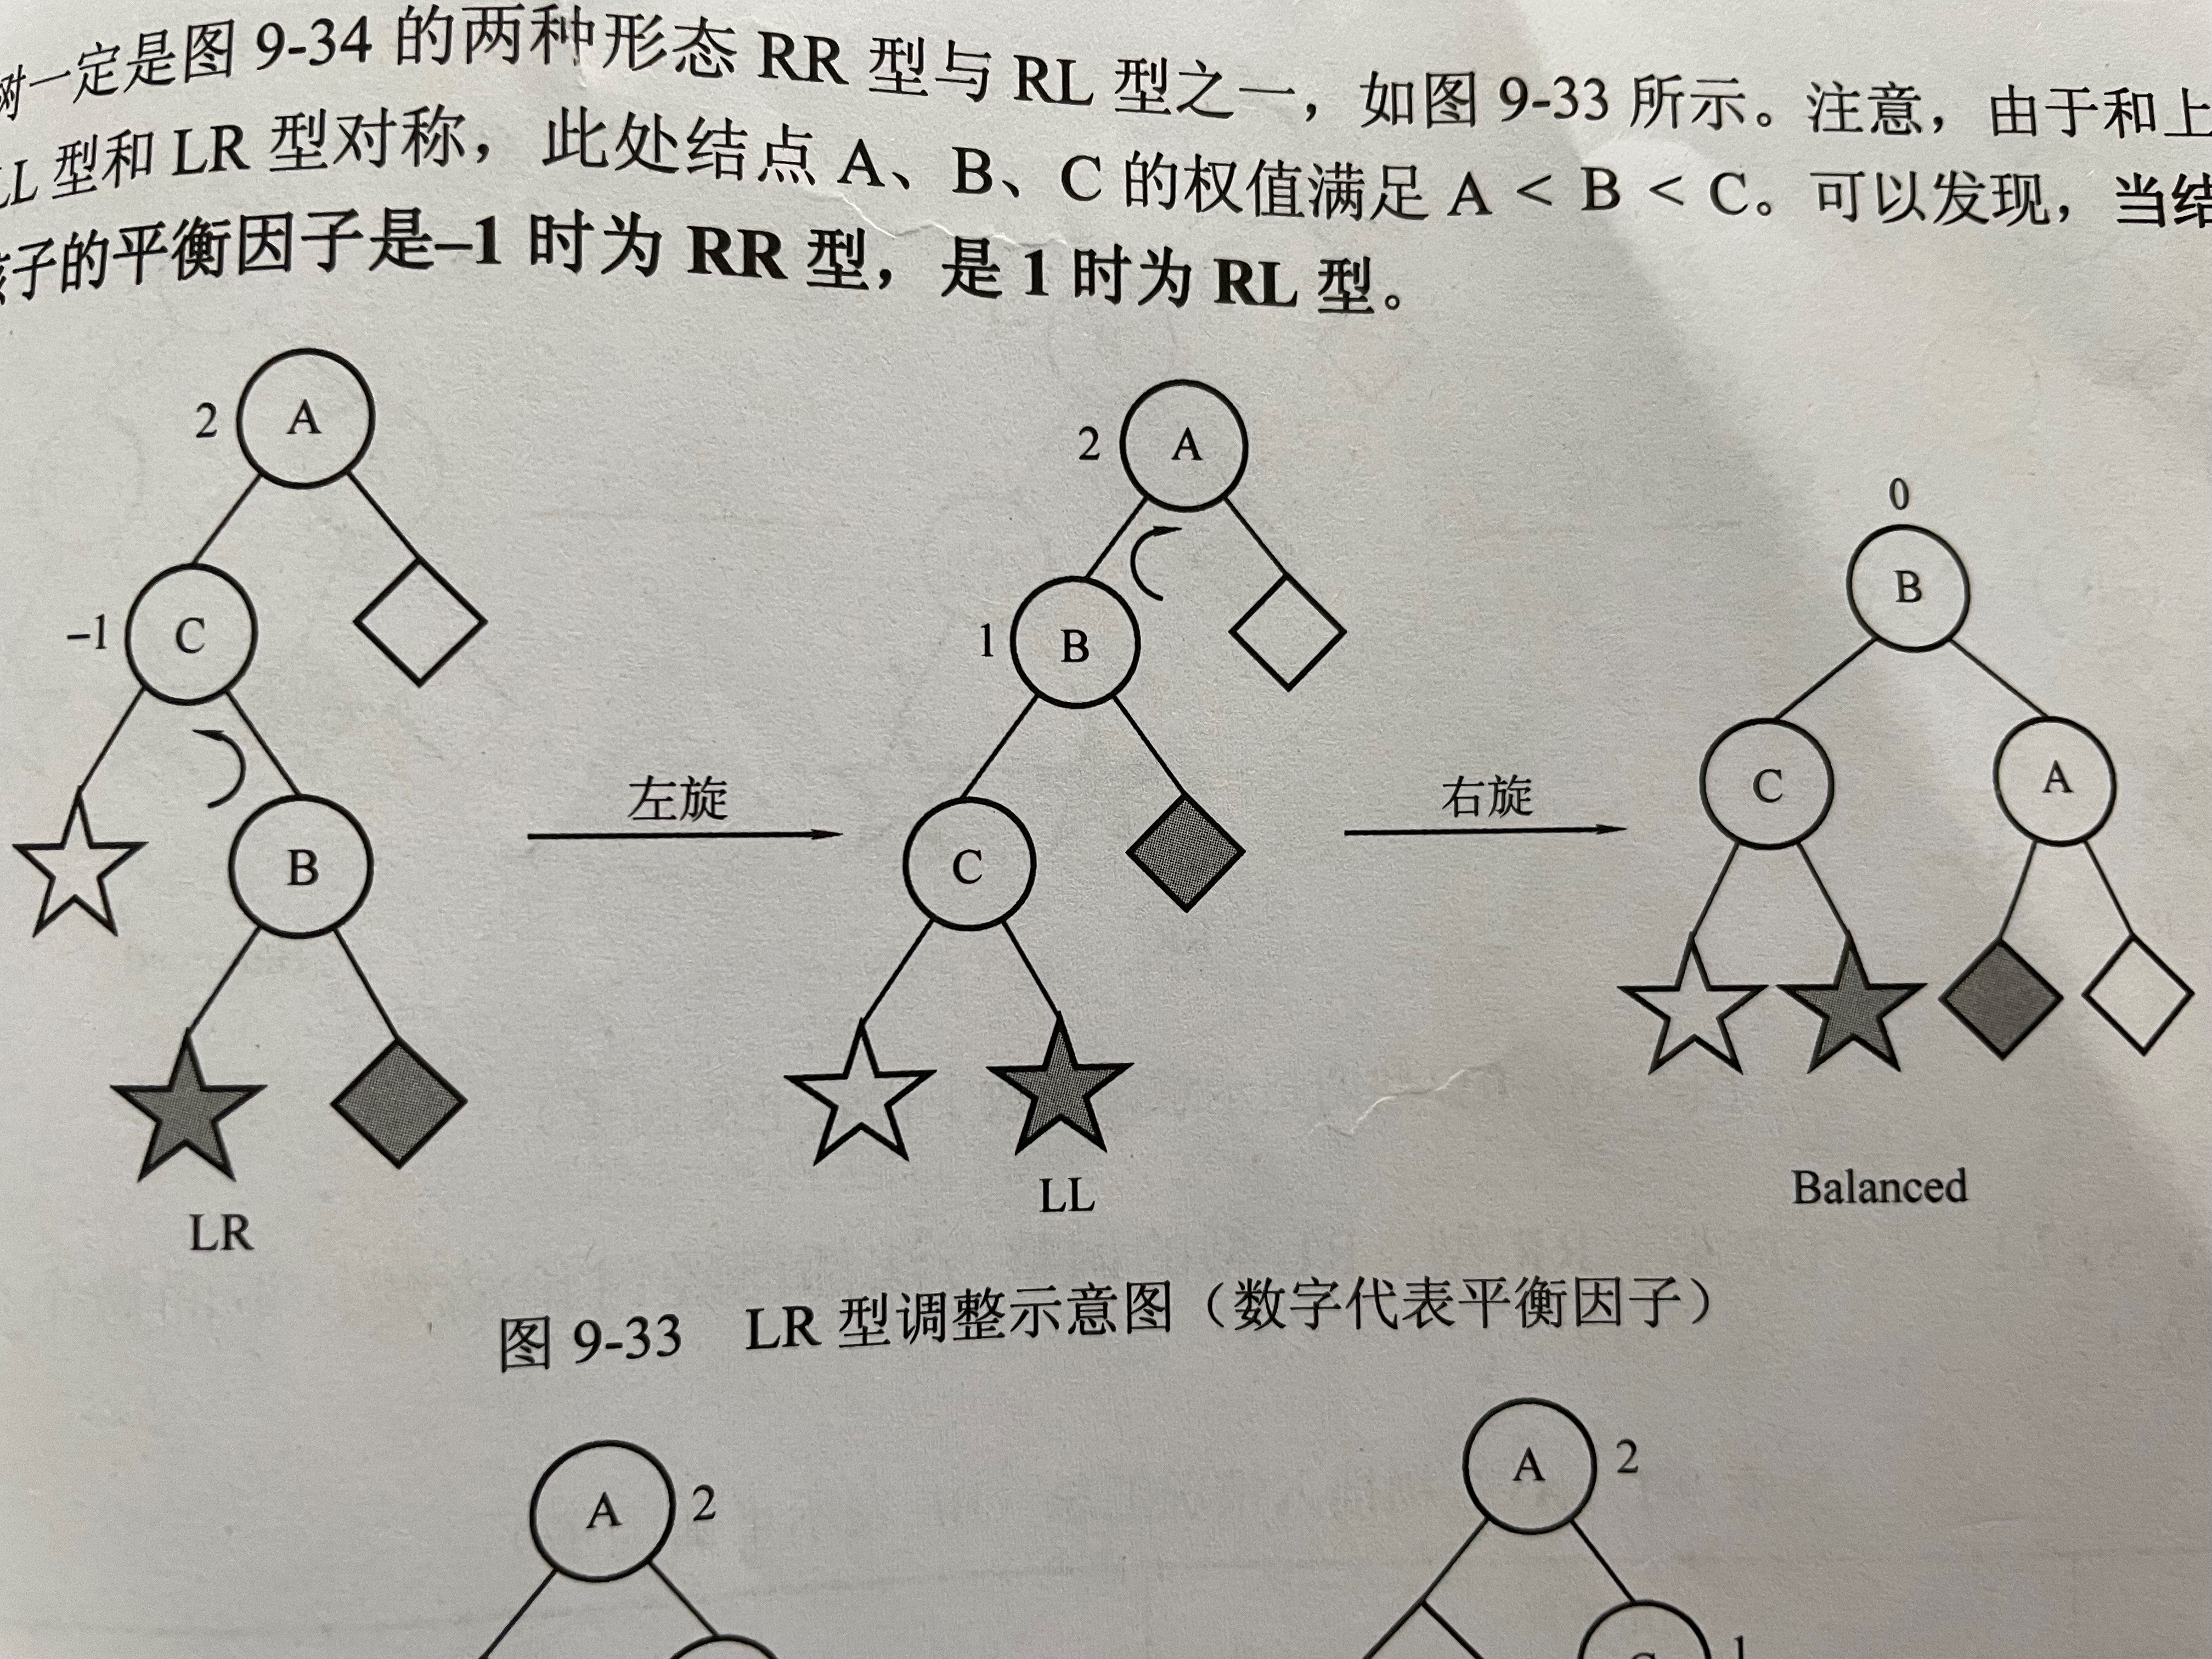 树一定是图 9-34 的两种形态 RR 型与 RL 型之一，如图 9-33 所示。注意，由于和上
LL 型和 LR 型对称，此处结点 A、B、C 的权值满足 A < B < C。可以发现，当结
孩子的平衡因子是–1 时为 RR 型，是 1 时为 RL 型。
2 A
2 A
0
B
–1 C
1 B
C A
左旋
右旋
B
C
LR
LL
Balanced
图 9-33 LR 型调整示意图（数字代表平衡因子）
A 2
A 2
C 1